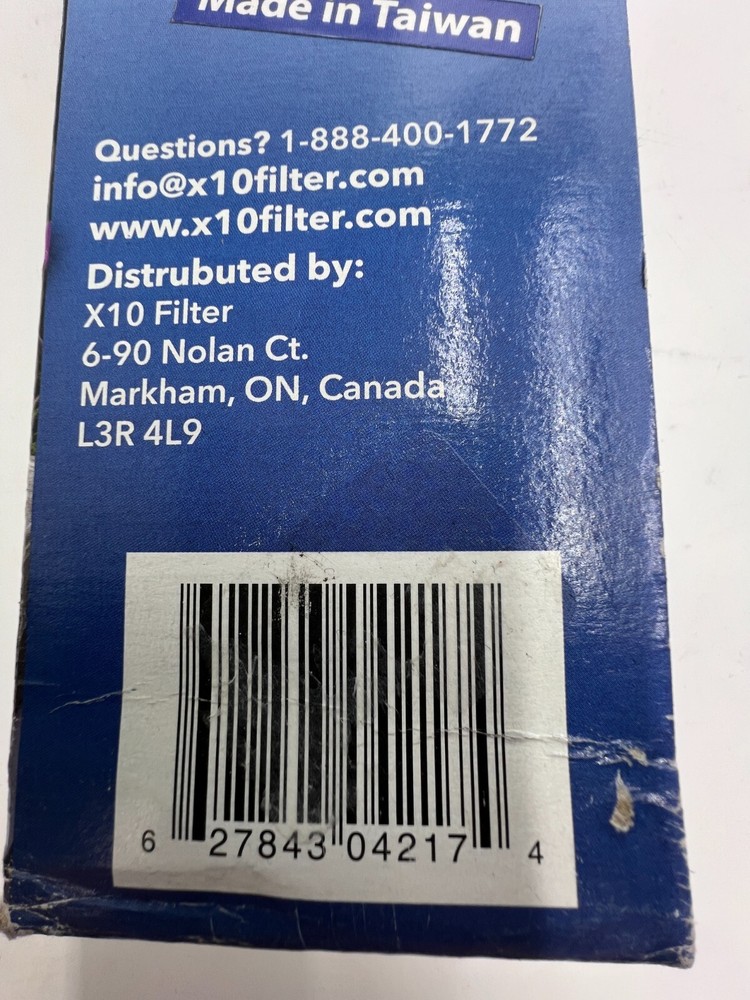 Made in Taiwan
Questions? 1-888-400-1772
info@x10filter.com
www.x10filter.com
Distrubuted by:
X10 Filter
6-90 Nolan Ct.
Markham, ON, Canada
L3R 4L9
6 27843 04217 4